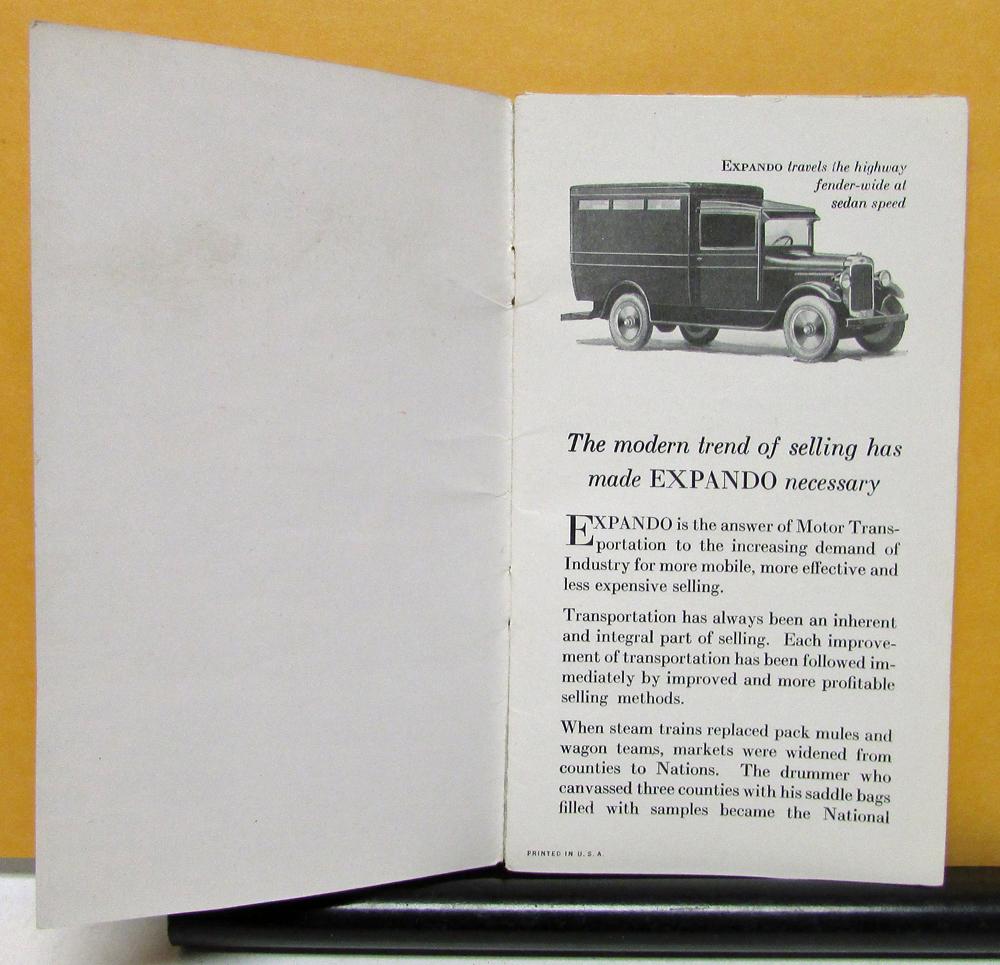 EXPANDO travels the highway
fender-wide at
sedan speed
The modern trend of selling has
made EXPANDO necessary
EXPANDO is the answer of Motor Trans-
portation to the increasing demand of
Industry for more mobile, more effective and
less expensive selling.
Transportation has always been an inherent
and integral part of selling. Each improve-
ment of transportation has been followed im-
mediately by improved and more profitable
selling methods.
When steam trains replaced pack mules and
wagon teams, markets were widened from
counties to Nations. The drummer who
canvassed three counties with his saddle bags
filled with samples became the National
PRINTED IN U. S. A.